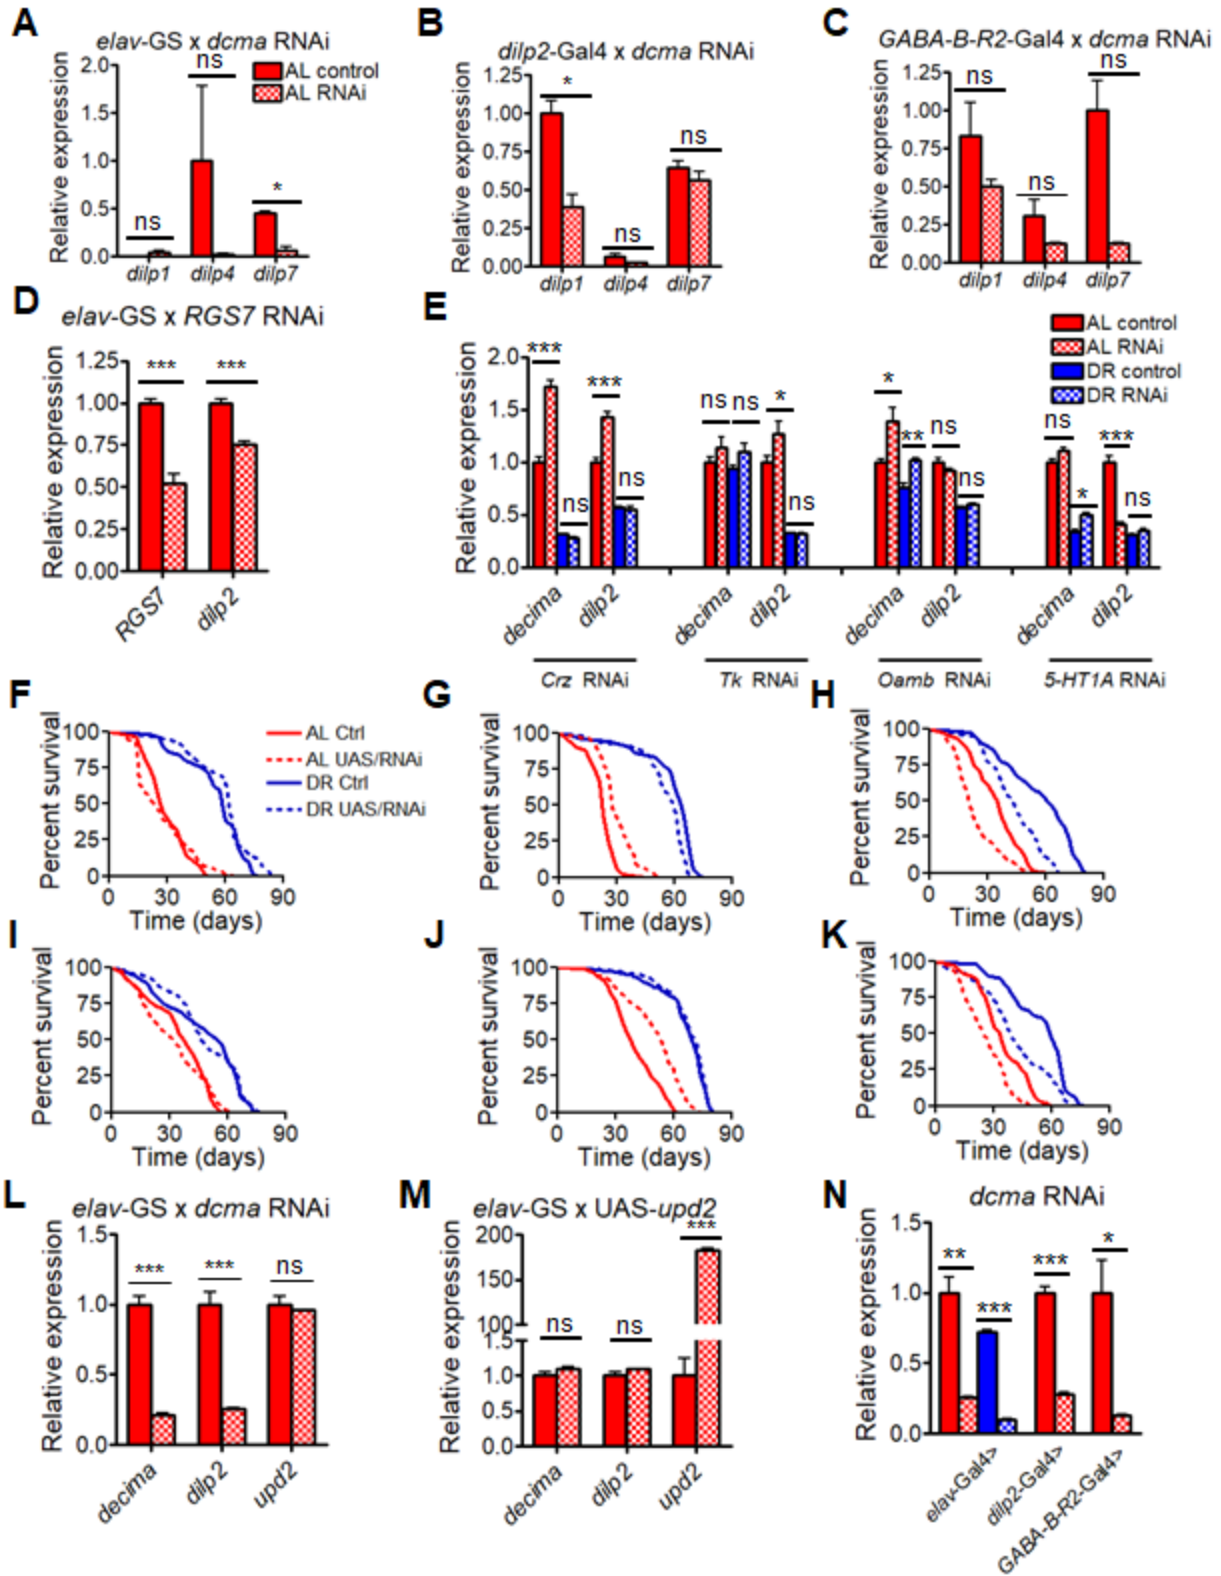 A
elav-GS x dcma RNAi
Relative expression
2.0
1.5
1.0
0.5
0.0
ns
ns
*
AL control
AL RNAi
dilp1 dilp4 dilp7
B
dilp2-Gal4 x dcma RNAi
Relative expression
1.25
1.00
0.75
0.50
0.25
0.00
*
ns
ns
dilp1 dilp4 dilp7
C
GABA-B-R2-Gal4 x dcma RNAi
Relative expression
1.25
1.00
0.75
0.50
0.25
0.00
ns
ns
ns
dilp1 dilp4 dilp7
D
elav-GS x RGS7 RNAi
Relative expression
1.25
1.00
0.75
0.50
0.25
0.00
*** ***
RGS7 dilp2
E
AL control
AL RNAi
DR control
DR RNAi
Relative expression
2.0
1.5
1.0
0.5
0.0
*** ns *** ns
ns ns * ns
* ** ns ns
ns * *** ns
decima dilp2 decima dilp2 decima dilp2 decima dilp2
Crz RNAi Tk RNAi Oamb RNAi 5-HT1A RNAi
F
Percent survival
100
75
50
25
0
0 30 60 90
Time (days)
AL Ctrl
AL UAS/RNAi
DR Ctrl
DR UAS/RNAi
G
Percent survival
100
75
50
25
0
0 30 60 90
Time (days)
H
Percent survival
100
75
50
25
0
0 30 60 90
Time (days)
I
Percent survival
100
75
50
25
0
0 30 60 90
Time (days)
J
Percent survival
100
75
50
25
0
0 30 60 90
Time (days)
K
Percent survival
100
75
50
25
0
0 30 60 90
Time (days)
L
elav-GS x dcma RNAi
Relative expression
1.5
1.0
0.5
0.0
*** *** ns
decima dilp2 upd2
M
elav-GS x UAS-upd2
Relative expression
200
150
100
1.5
1.0
0.5
0.0
ns ns ***
decima dilp2 upd2
N
dcma RNAi
Relative expression
1.5
1.0
0.5
0.0
** *** *** *
elav-Gal4> dilp2-Gal4> GABA-B-R2-Gal4>